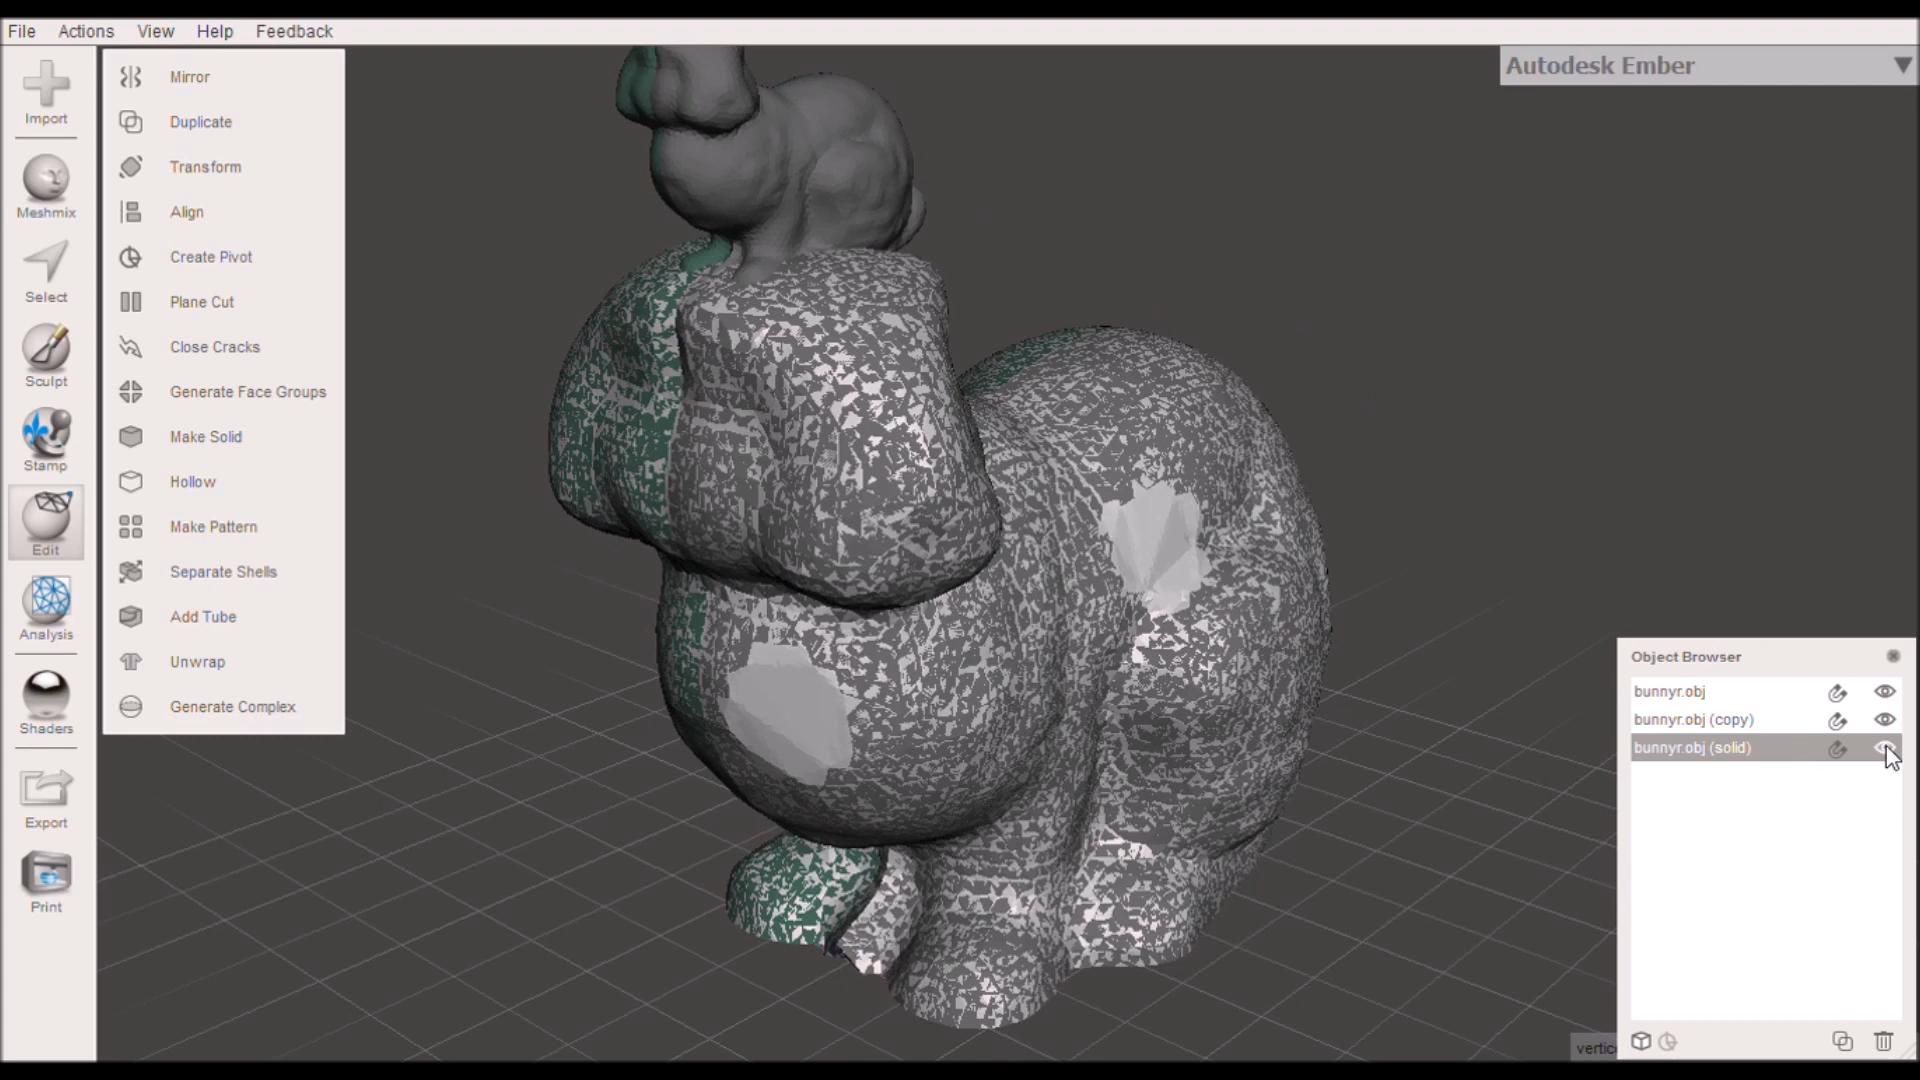 File Actions View Help Feedback
Autodesk Ember
Import
Meshmix
Select
Sculpt
Stamp
Edit
Analysis
Shaders
Export
Print
Mirror
Duplicate
Transform
Align
Create Pivot
Plane Cut
Close Cracks
Generate Face Groups
Make Solid
Hollow
Make Pattern
Separate Shells
Add Tube
Unwrap
Generate Complex
Object Browser
bunnyr.obj
bunnyr.obj (copy)
bunnyr.obj (solid)